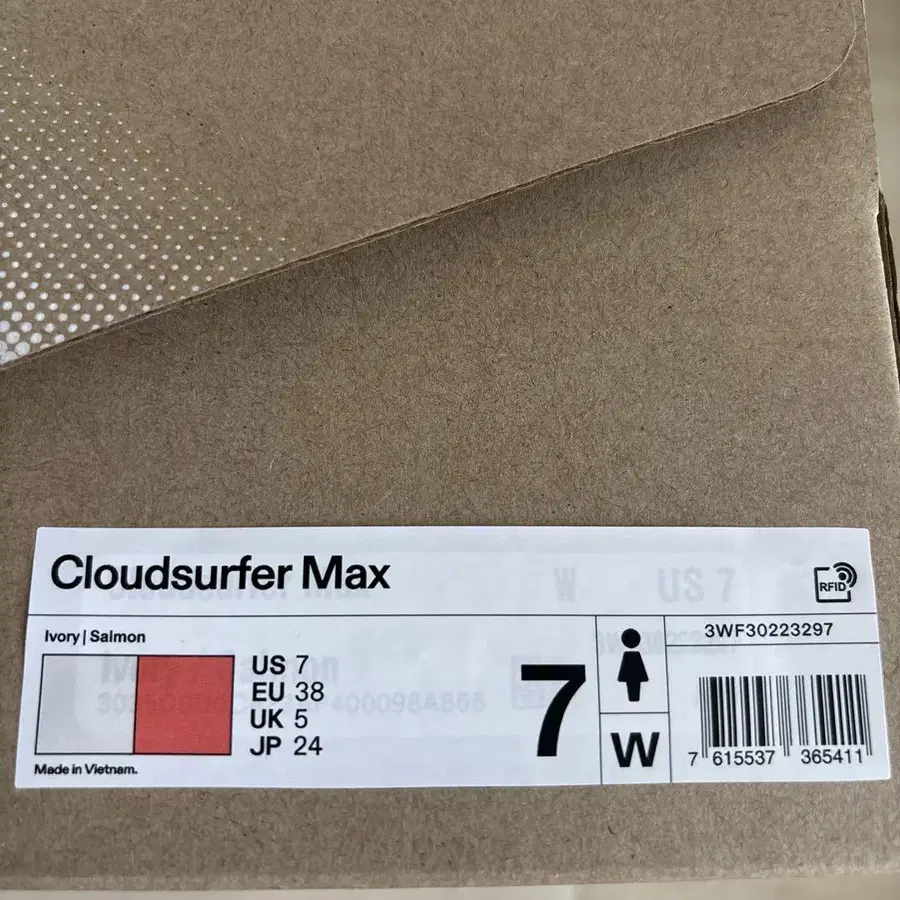 Cloudsurfer Max
RFID
Ivory | Salmon
3WF30223297
US 7
EU 38
UK 5
JP 24
7
W
7 615537 365411
Made in Vietnam.